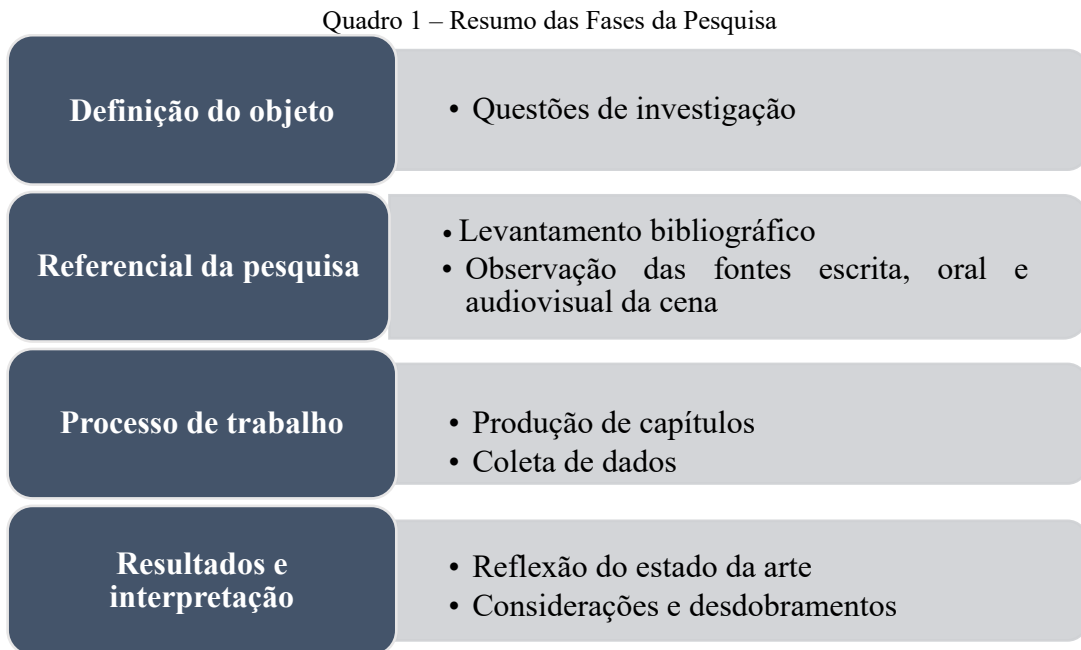 Quadro 1 – Resumo das Fases da Pesquisa
Definição do objeto
• Questões de investigação
Referencial da pesquisa
• Levantamento bibliográfico
• Observação das fontes escrita, oral e
audiovisual da cena
Processo de trabalho
• Produção de capítulos
• Coleta de dados
Resultados e
interpretação
• Reflexão do estado da arte
• Considerações e desdobramentos